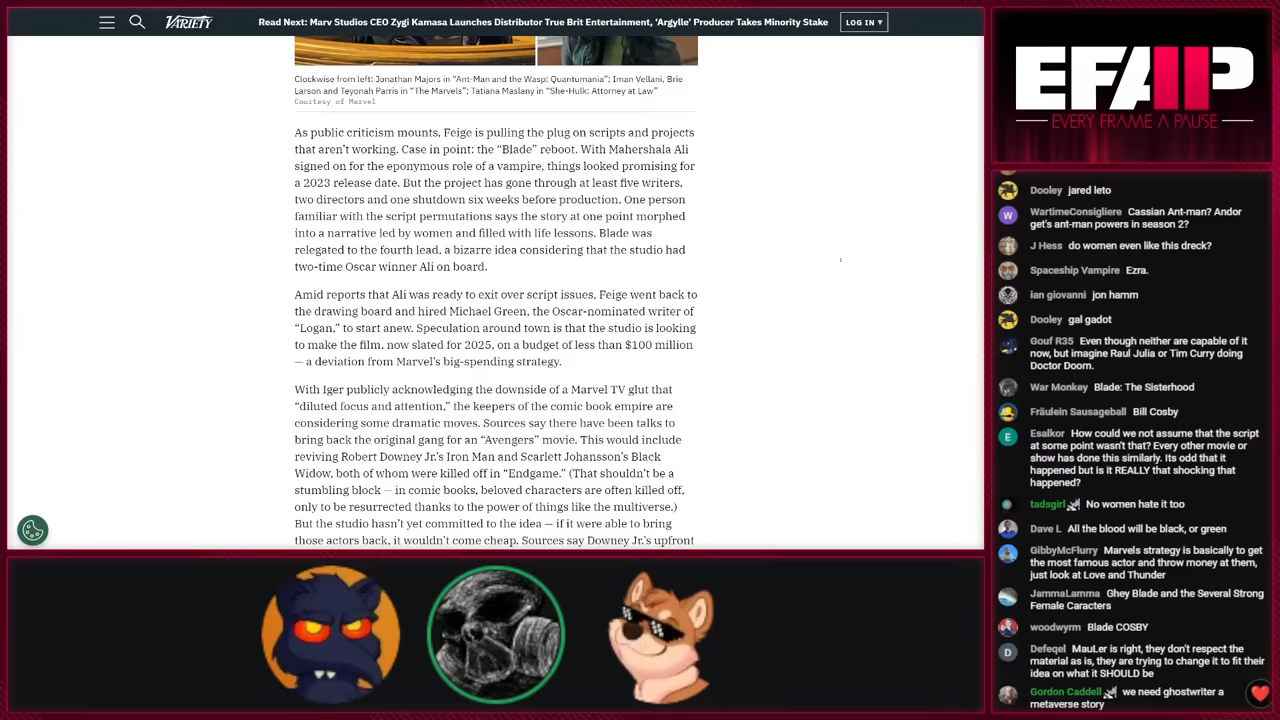 VARIETY
Read Next: Marv Studios CEO Zygi Kamasa Launches Distributor True Brit Entertainment, ‘Argylle’ Producer Takes Minority Stake
LOG IN ▾
Clockwise from left: Jonathan Majors in “Ant-Man and the Wasp: Quantumania”; Iman Vellani, Brie
Larson and Teyonah Parris in “The Marvels”; Tatiana Maslany in “She-Hulk: Attorney at Law”
Courtesy of Marvel
As public criticism mounts, Feige is pulling the plug on scripts and projects
that aren’t working. Case in point: the “Blade” reboot. With Mahershala Ali
signed on for the eponymous role of a vampire, things looked promising for
a 2023 release date. But the project has gone through at least five writers,
two directors and one shutdown six weeks before production. One person
familiar with the script permutations says the story at one point morphed
into a narrative led by women and filled with life lessons. Blade was
relegated to the fourth lead, a bizarre idea considering that the studio had
two-time Oscar winner Ali on board.
Amid reports that Ali was ready to exit over script issues, Feige went back to
the drawing board and hired Michael Green, the Oscar-nominated writer of
“Logan,” to start anew. Speculation around town is that the studio is looking
to make the film, now slated for 2025, on a budget of less than $100 million
— a deviation from Marvel’s big-spending strategy.
With Iger publicly acknowledging the downside of a Marvel TV glut that
“diluted focus and attention,” the keepers of the comic book empire are
considering some dramatic moves. Sources say there have been talks to
bring back the original gang for an “Avengers” movie. This would include
reviving Robert Downey Jr.’s Iron Man and Scarlett Johansson’s Black
Widow, both of whom were killed off in “Endgame.” (That shouldn’t be a
stumbling block — in comic books, beloved characters are often killed off,
only to be resurrected thanks to the power of things like the multiverse.)
But the studio hasn’t yet committed to the idea — if it were able to bring
those actors back, it wouldn’t come cheap. Sources say Downey Jr.’s upfront
EFAP
EVERY FRAME A PAUSE
Dooley jared leto
W
WartimeConsigliere Cassian Ant-man? Andor
get's ant-man powers in season 2?
J Hess do women even like this dreck?
Spaceship Vampire Ezra.
ian giovanni jon hamm
Dooley gal gadot
Gouf R35 Even though neither are capable of it
now, but imagine Raul Julia or Tim Curry doing
Doctor Doom.
War Monkey Blade: The Sisterhood
Fräulein Sausageball Bill Cosby
E
Esalkor How could we not assume that the script
at some point wasn't that? Every other movie or
show has done this similarly. Its odd that it
happened but is it REALLY that shocking that
happened?
tadsgirl No women hate it too
Dave L All the blood will be black, or green
GibbyMcFlurry Marvels strategy is basically to get
the most famous actor and throw money at them,
just look at Love and Thunder
JammaLamma Ghey Blade and the Several Strong
Female Caracters
woodwyrm Blade COSBY
D
Defeqel MauLer is right, they don't respect the
material as is, they are trying to change it to fit their
idea on what it SHOULD be
Gordon Caddell we need ghostwriter a
metaverse story